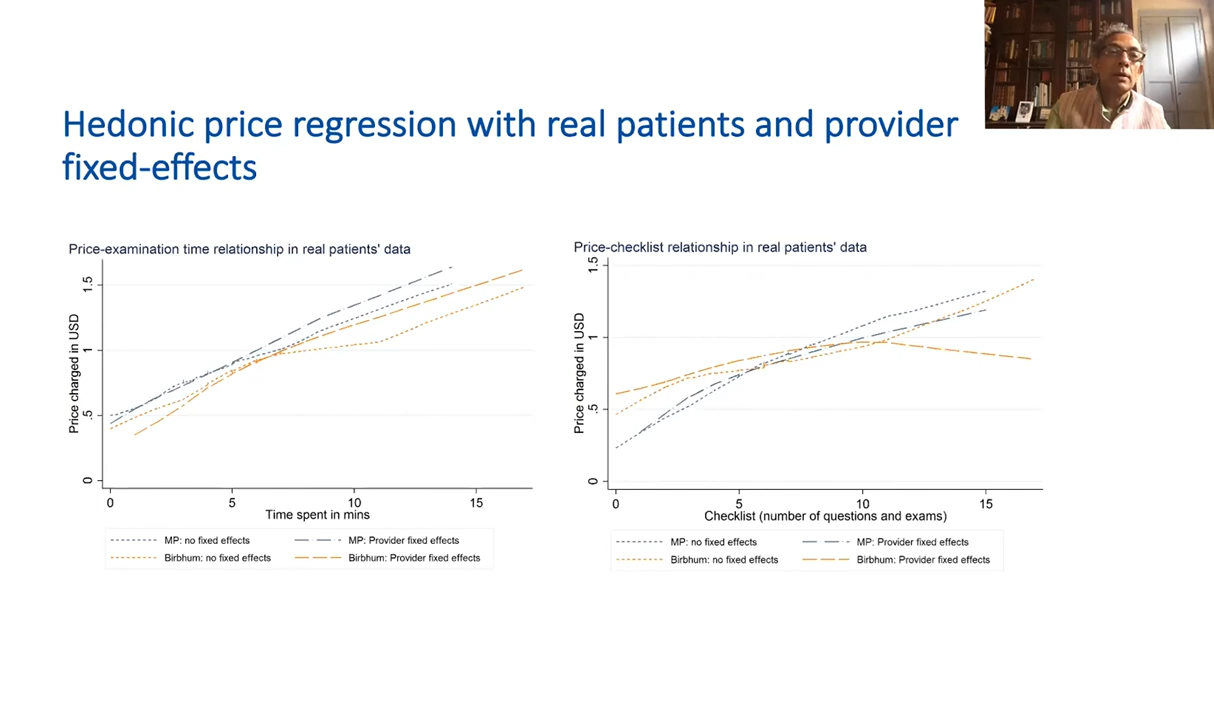 Hedonic price regression with real patients and provider
fixed-effects
Price-examination time relationship in real patients' data
Price charged in USD
1.5
1
.5
0
0 5 10 15
Time spent in mins
MP: no fixed effects MP: Provider fixed effects
Birbhum: no fixed effects Birbhum: Provider fixed effects
Price-checklist relationship in real patients' data
Price charged in USD
1.5
1
.5
0
0 5 10 15
Checklist (number of questions and exams)
MP: no fixed effects MP: Provider fixed effects
Birbhum: no fixed effects Birbhum: Provider fixed effects